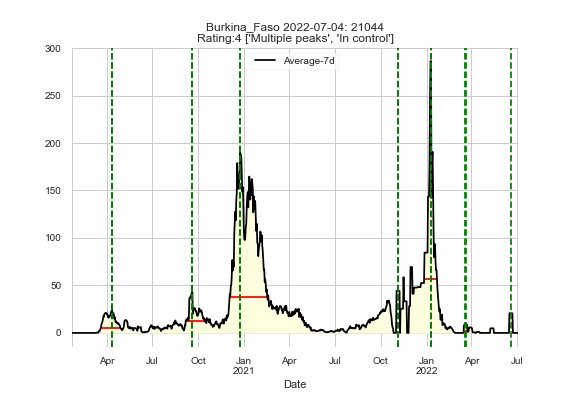 Burkina_Faso 2022-07-04: 21044
Rating:4 ['Multiple peaks', 'In control']
Average-7d
300
250
200
150
100
50
0
Apr Jul Oct Jan Apr Jul Oct Jan Apr Jul
2021 2022
Date